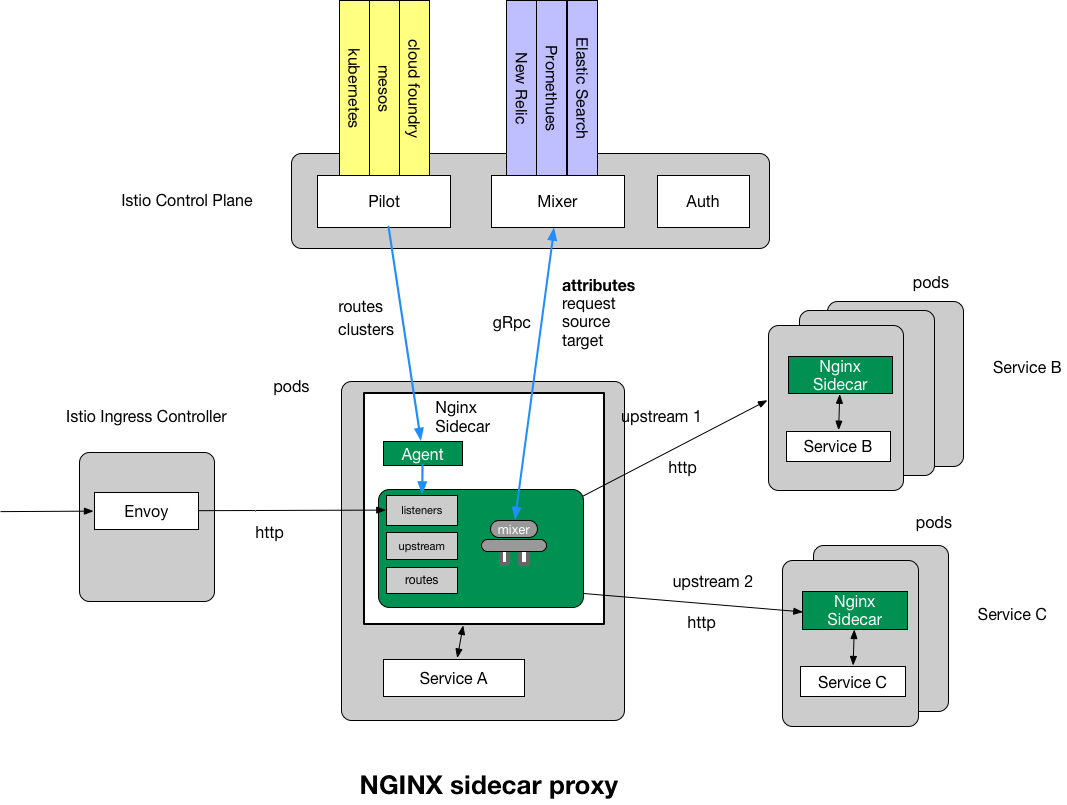 kubernetes
mesos
cloud foundry
New Relic
Promethues
Elastic Search
Istio Control Plane
Pilot
Mixer
Auth
routes
clusters
gRpc
attributes
request
source
target
pods
Nginx
Sidecar
Service B
Service B
pods
Istio Ingress Controller
Nginx
Sidecar
upstream 1
http
Agent
Envoy
http
listeners
upstream
routes
mixer
pods
upstream 2
http
Nginx
Sidecar
Service C
Service C
Service A
NGINX sidecar proxy